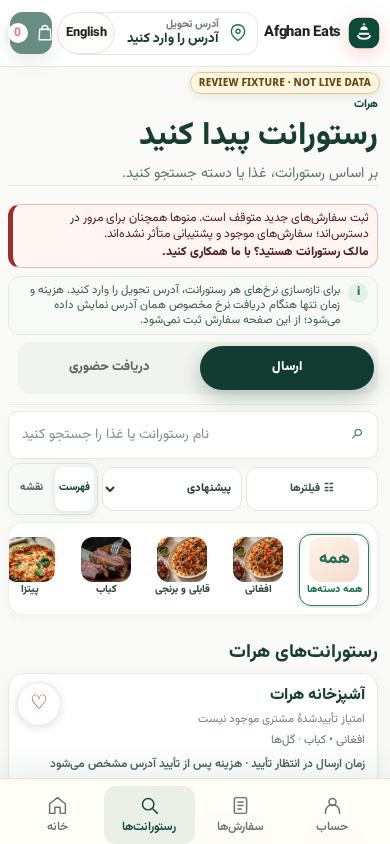 Afghan Eats
آدرس تحویل
آدرس را وارد کنید
English
0
REVIEW FIXTURE · NOT LIVE DATA
هرات
رستورانت پیدا کنید
بر اساس رستورانت، غذا یا دسته جستجو کنید.
ثبت سفارش‌های جدید متوقف است. منوها همچنان برای مرور در
دسترس‌اند؛ سفارش‌های موجود و پشتیبانی متأثر نشده‌اند.
مالک رستورانت هستید؟ با ما همکاری کنید.
برای تازه‌سازی نرخ‌های هر رستورانت، آدرس تحویل را وارد کنید. هزینه و
زمان تنها هنگام دریافت نرخ مخصوص همان آدرس نمایش داده
می‌شود؛ از این صفحه سفارش ثبت نمی‌شود.
ارسال
دریافت حضوری
نام رستورانت یا غذا را جستجو کنید
فیلترها
پیشنهادی
فهرست
نقشه
همه
همه دسته‌ها
افغانی
قابلی و برنجی
کباب
پیتزا
رستورانت‌های هرات
آشپزخانه هرات
امتیاز تأییدشدهٔ مشتری موجود نیست
افغانی • کباب · گل‌ها
زمان ارسال در انتظار تأیید · هزینه پس از تأیید آدرس مشخص می‌شود
حساب
سفارش‌ها
رستورانت‌ها
خانه